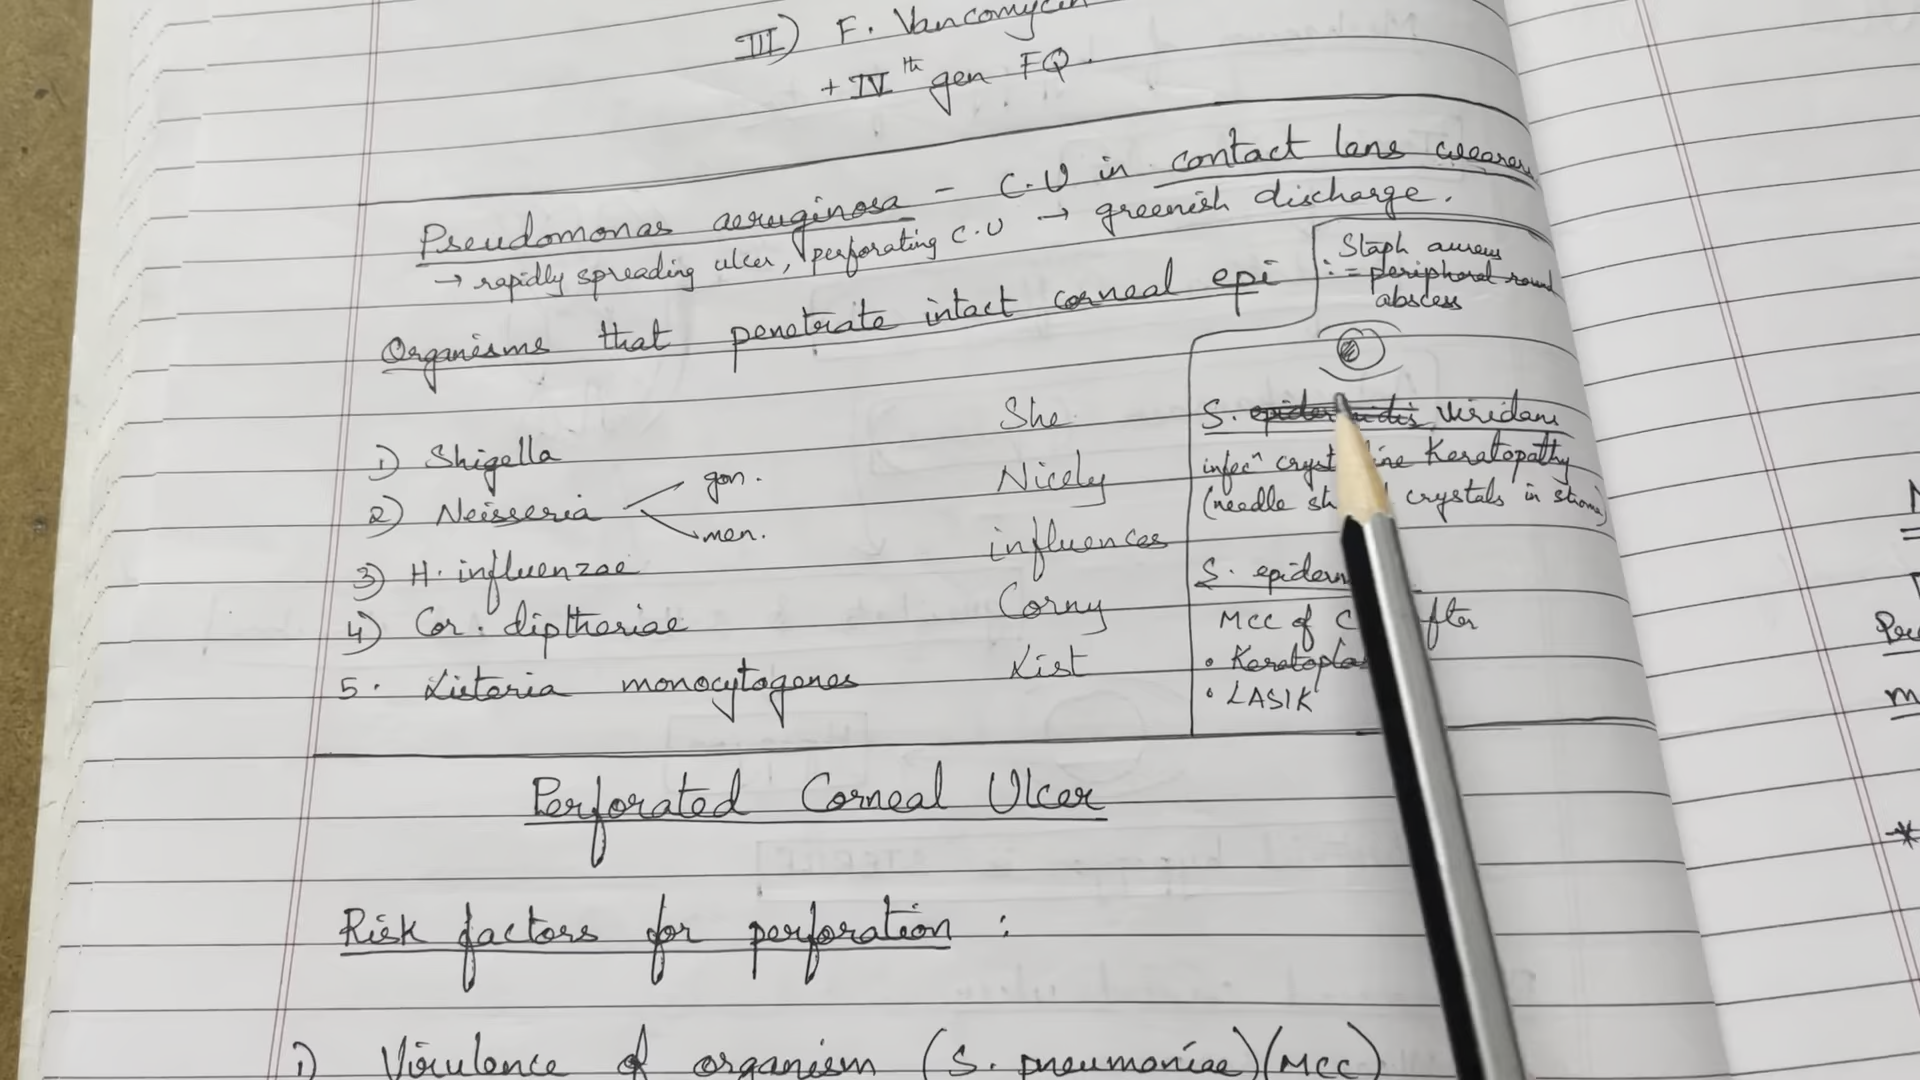 III) F. Vancomycin
+ IVth gen FQ.
Pseudomonas aeruginosa - C.U in contact lens wearers
→ rapidly spreading ulcer, perforating C.U → greenish discharge.
Organisms that penetrate intact corneal epi :
1) Shigella
2) Neisseria
gon.
men.
3) H. influenzae
4) Cor. diptheriae
5. Listeria monocytogenes
She
Nicely
influences
Corny
List
Staph aureus
= peripheral round
abscess
S. epidermidis viridans
infecn crystalline Keratopathy
(needle crystals in stroma)
S.
MCC of
• Keratoplas
• LASIK
Perforated Corneal Ulcer
Risk factors for perforation :
1) Virulence of organism (S. pneumoniae) (MCC)